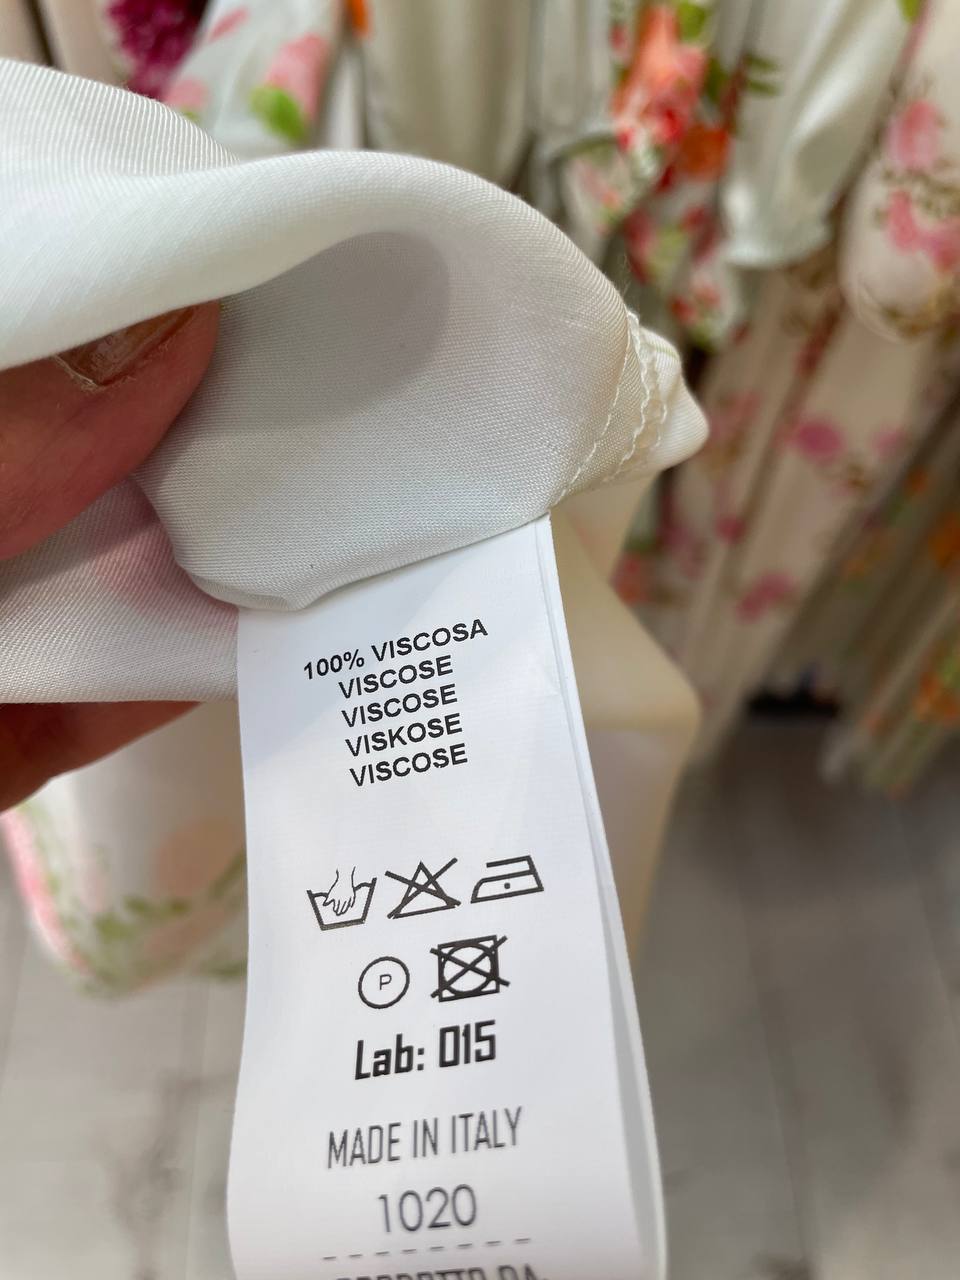 100% VISCOSA
VISCOSE
VISCOSE
VISKOSE
VISCOSE
P
Lab: 015
MADE IN ITALY
1020